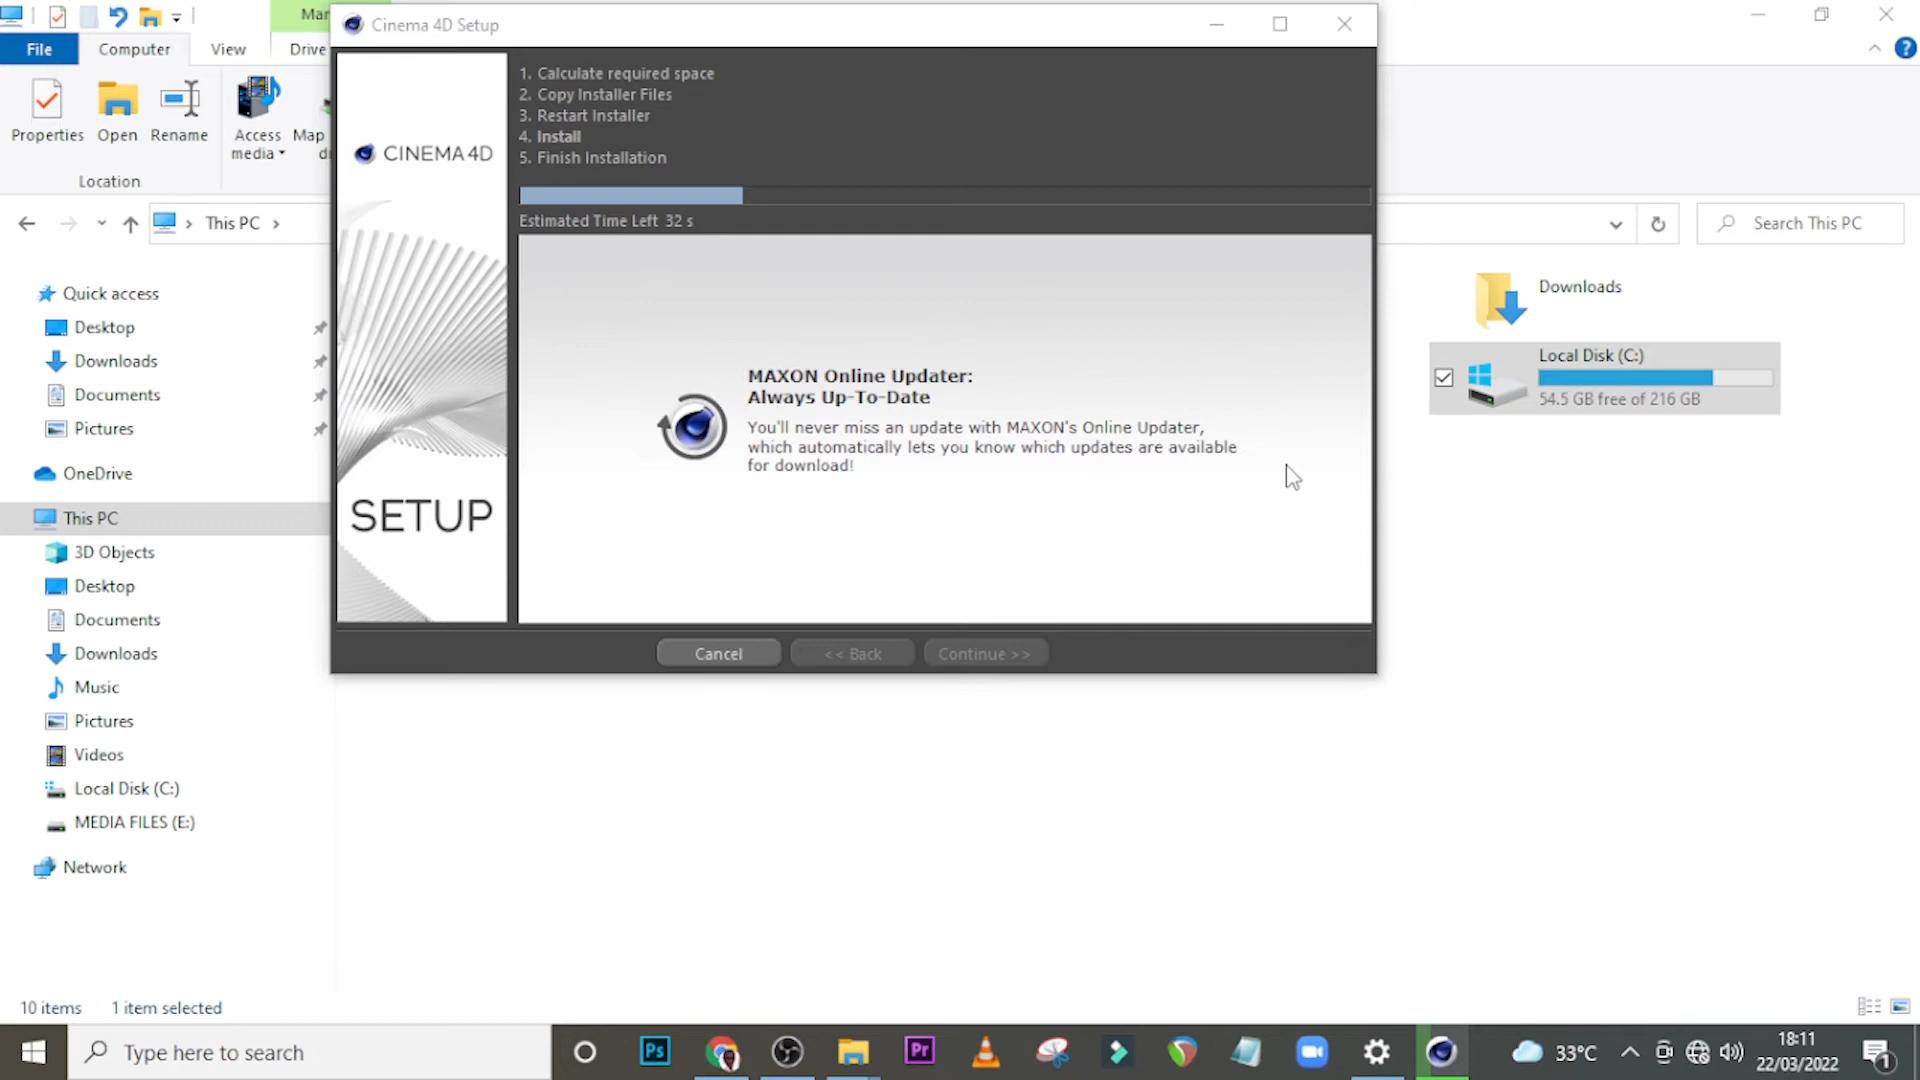 Man
Cinema 4D Setup
File
Computer
View
Drive
Properties
Open
Rename
Access media
Map
Location
1. Calculate required space
2. Copy Installer Files
3. Restart Installer
4. Install
5. Finish Installation
CINEMA 4D
SETUP
Estimated Time Left 32 s
MAXON Online Updater:
Always Up-To-Date
You'll never miss an update with MAXON's Online Updater,
which automatically lets you know which updates are available
for download!
Cancel
<< Back
Continue >>
This PC
Search This PC
Quick access
Desktop
Downloads
Documents
Pictures
OneDrive
This PC
3D Objects
Desktop
Documents
Downloads
Music
Pictures
Videos
Local Disk (C:)
MEDIA FILES (E:)
Network
Downloads
Local Disk (C:)
54.5 GB free of 216 GB
10 items
1 item selected
Type here to search
Ps
Pr
33°C
18:11
22/03/2022
1